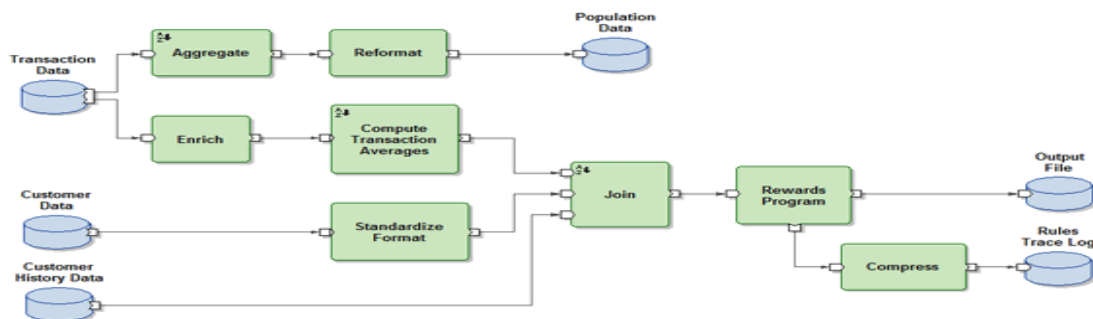 Population
Data
Transaction
Data
Aggregate
Reformat
Enrich
Compute
Transaction
Averages
Customer
Data
Standardize
Format
Customer
History Data
Join
Rewards
Program
Output
File
Compress
Rules
Trace Log